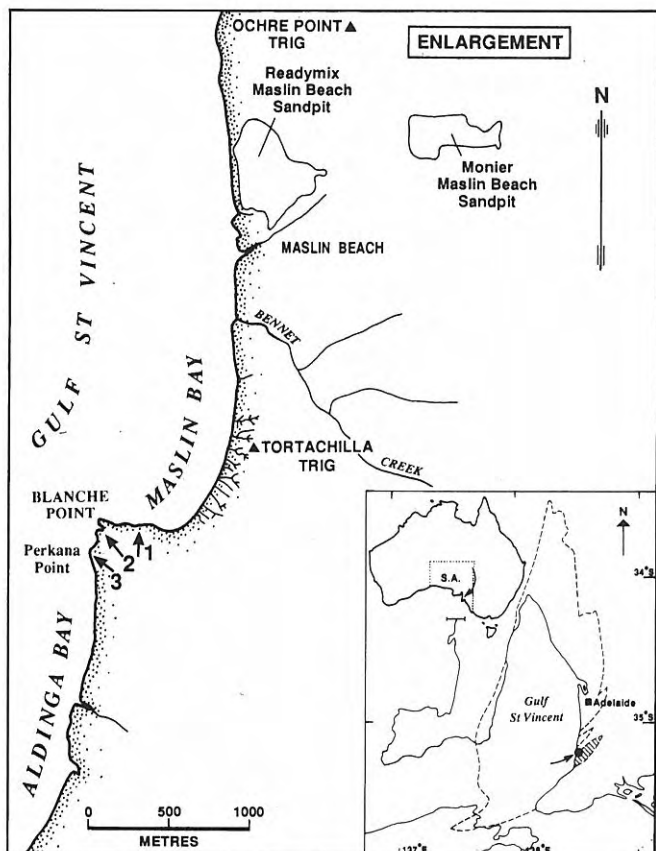 OCHRE POINT
TRIG
ENLARGEMENT
Readymix
Maslin Beach
Sandpit
N
Monier
Maslin Beach
Sandpit
GULF ST VINCENT
MASLIN BEACH
BENNET
CREEK
MASLIN BAY
TORTACHILLA
TRIG
BLANCHE
POINT
Perkana
Point
1
2
3
ALDINGA BAY
0 500 1000
METRES
N
S.A.
34°S
Gulf
St Vincent
Adelaide
35°S
137°E
138°E